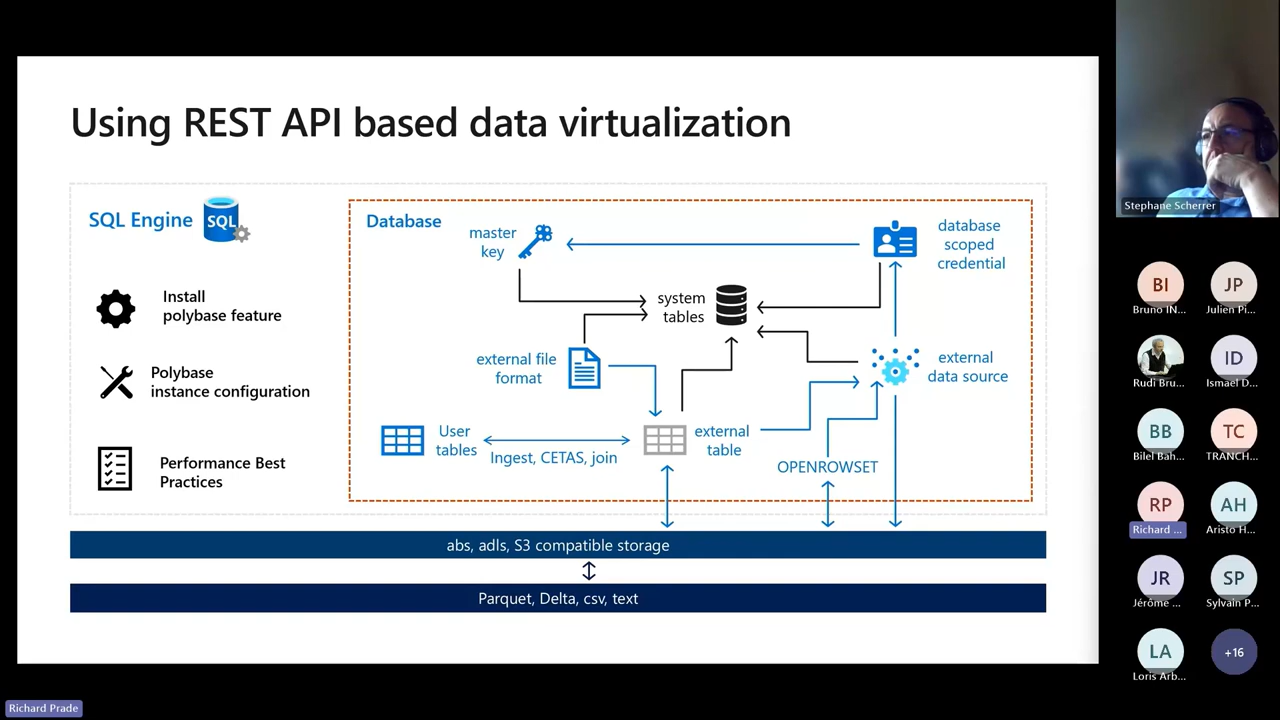 Using REST API based data virtualization
SQL Engine
SQL
Install
polybase feature
Polybase
instance configuration
Performance Best
Practices
Database
master
key
database
scoped
credential
system
tables
external file
format
external
data source
User
tables
Ingest, CETAS, join
external
table
OPENROWSET
abs, adls, S3 compatible storage
Parquet, Delta, csv, text
Stephane Scherrer
BI
Bruno IN...
JP
Julien Pi...
Rudi Bru...
ID
Ismael D...
BB
Bilel Bah...
TC
TRANCH...
RP
Richard ...
AH
Aristo H...
JR
Jérôme ...
SP
Sylvain P...
LA
Loris Arb...
+16
Richard Prade